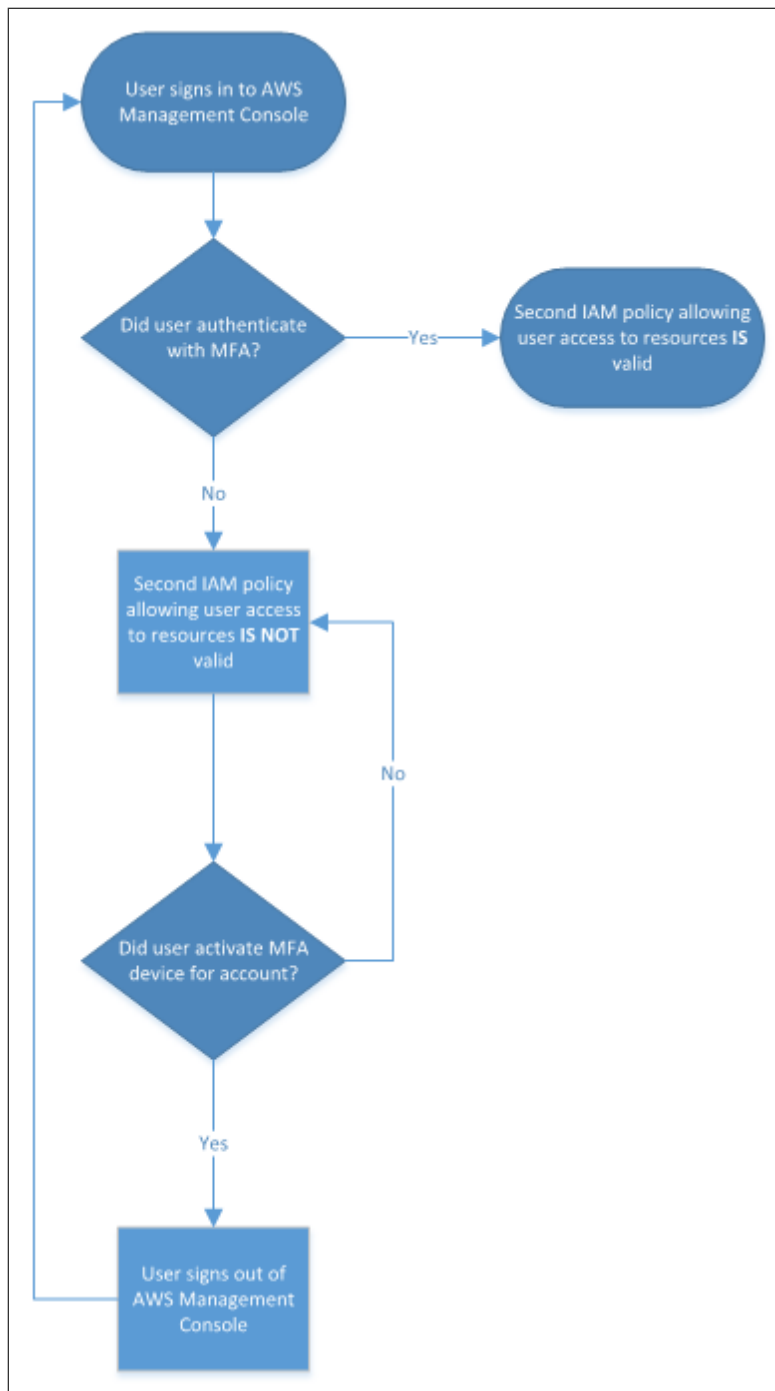 User signs in to AWS
Management Console
Did user authenticate
with MFA?
Yes
Second IAM policy allowing
user access to resources IS
valid
No
Second IAM policy
allowing user access
to resources IS NOT
valid
No
Did user activate MFA
device for account?
Yes
User signs out of
AWS Management
Console